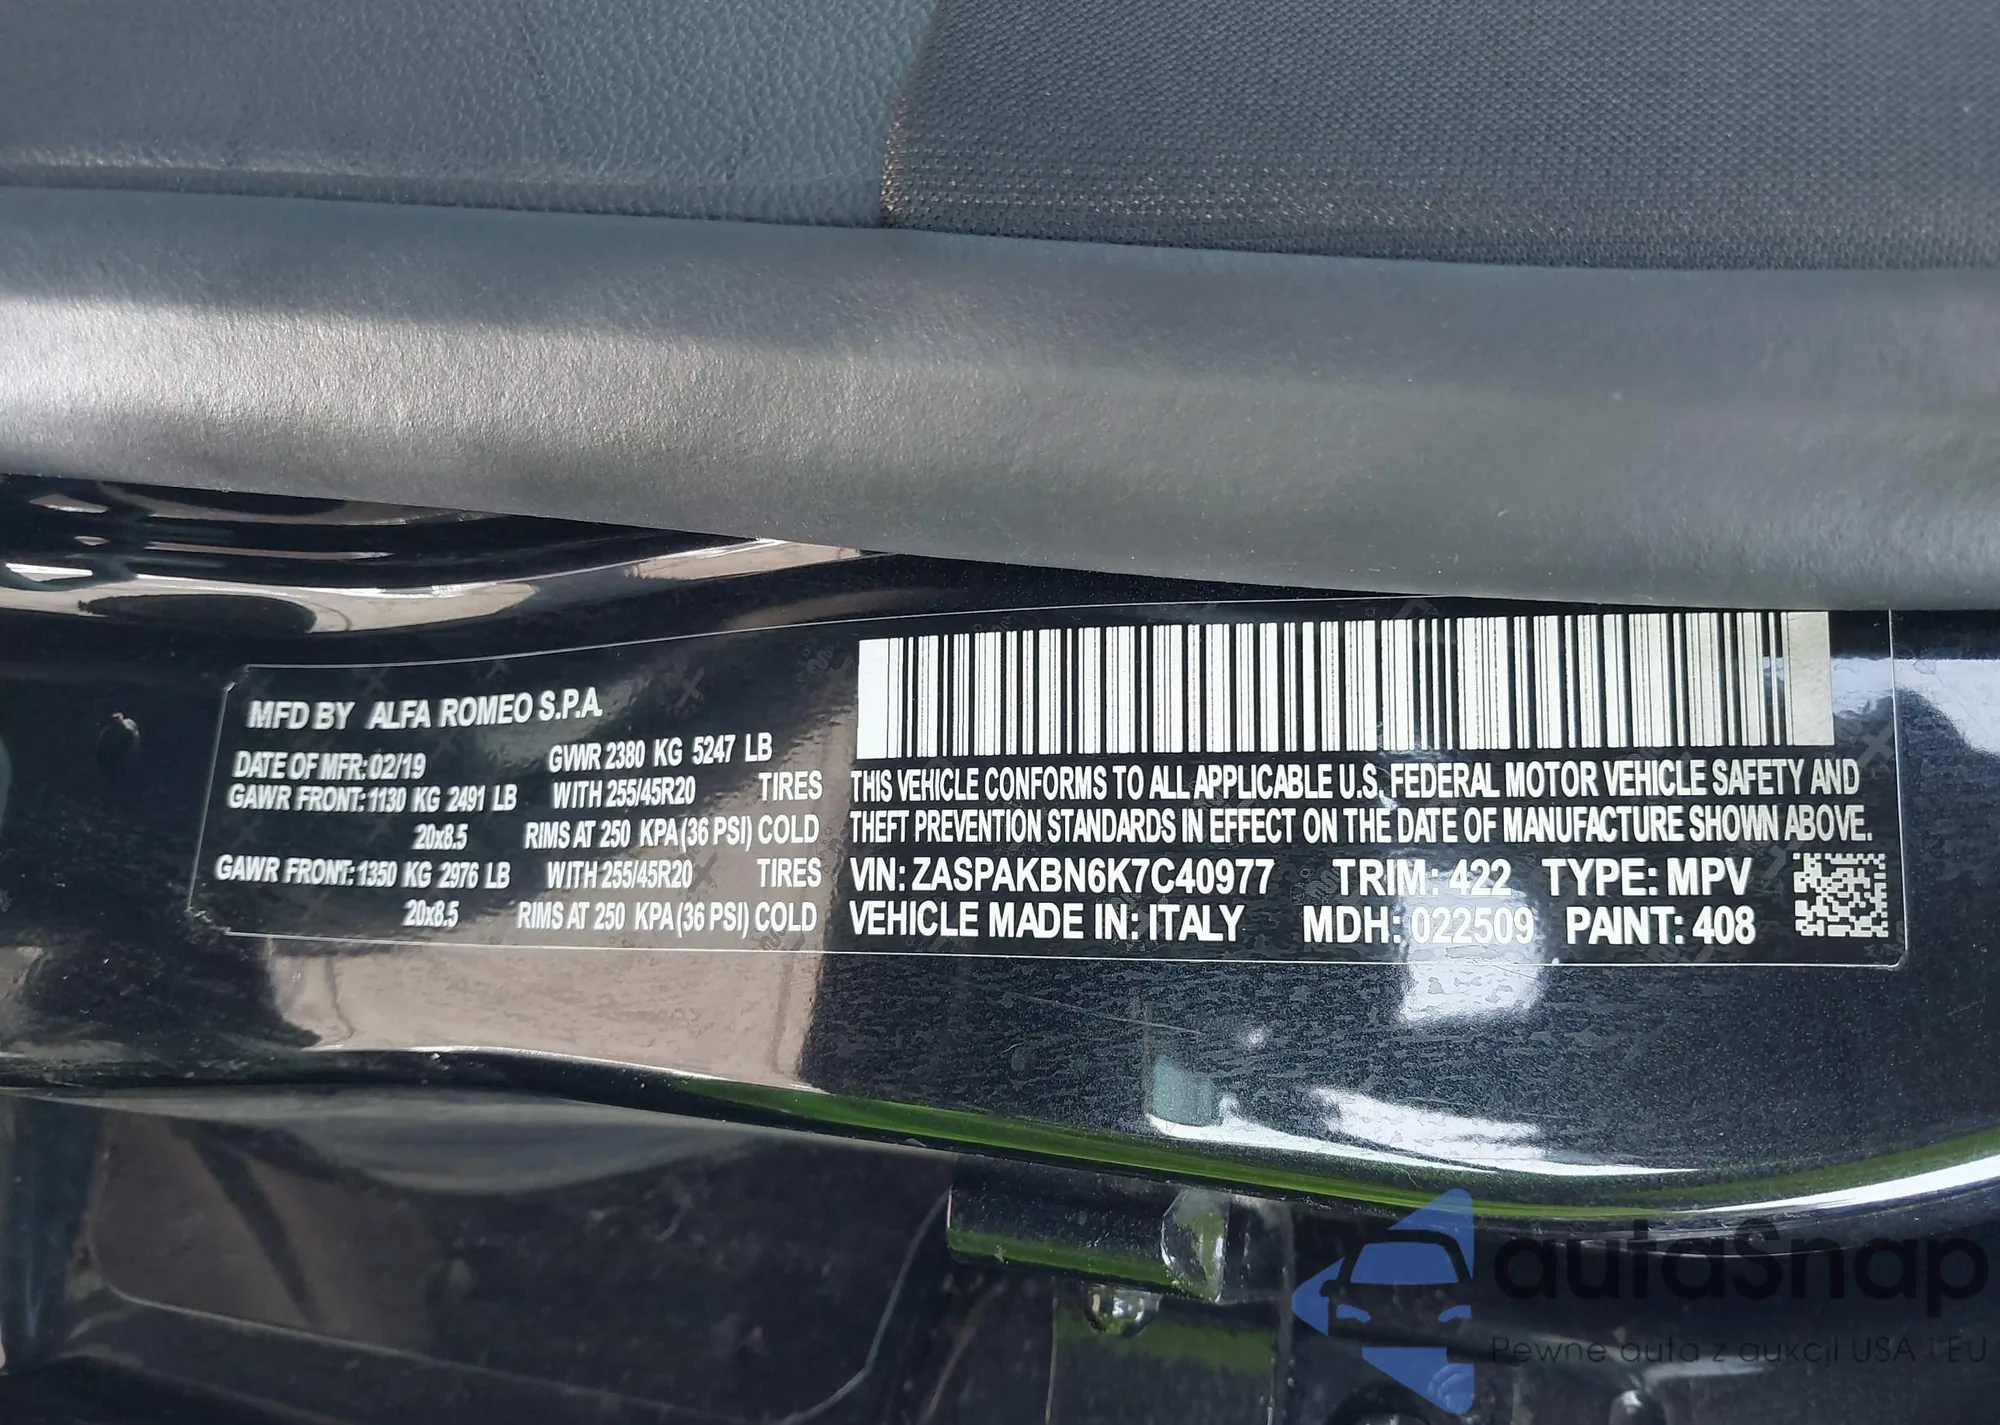 MFD BY ALFA ROMEO S.P.A.
DATE OF MFR:02/19 GVWR 2380 KG 5247 LB
GAWR FRONT:1130 KG 2491 LB WITH 255/45R20 TIRES
20x8.5 RIMS AT 250 KPA (36 PSI) COLD
GAWR FRONT:1350 KG 2976 LB WITH 255/45R20 TIRES
20x8.5 RIMS AT 250 KPA (36 PSI) COLD
THIS VEHICLE CONFORMS TO ALL APPLICABLE U.S. FEDERAL MOTOR VEHICLE SAFETY AND
THEFT PREVENTION STANDARDS IN EFFECT ON THE DATE OF MANUFACTURE SHOWN ABOVE.
VIN: ZASPAKBN6K7C40977 TRIM: 422 TYPE: MPV
VEHICLE MADE IN: ITALY MDH: 022509 PAINT: 408
autaSnap
Pewne auta z aukcji USA i EU